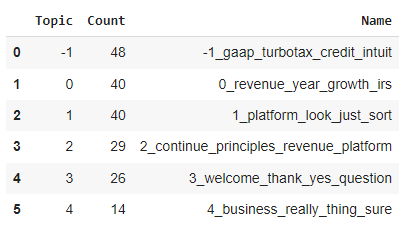 Topic Count Name
0 -1 48 -1_gaap_turbotax_credit_intuit
1 0 40 0_revenue_year_growth_irs
2 1 40 1_platform_look_just_sort
3 2 29 2_continue_principles_revenue_platform
4 3 26 3_welcome_thank_yes_question
5 4 14 4_business_really_thing_sure